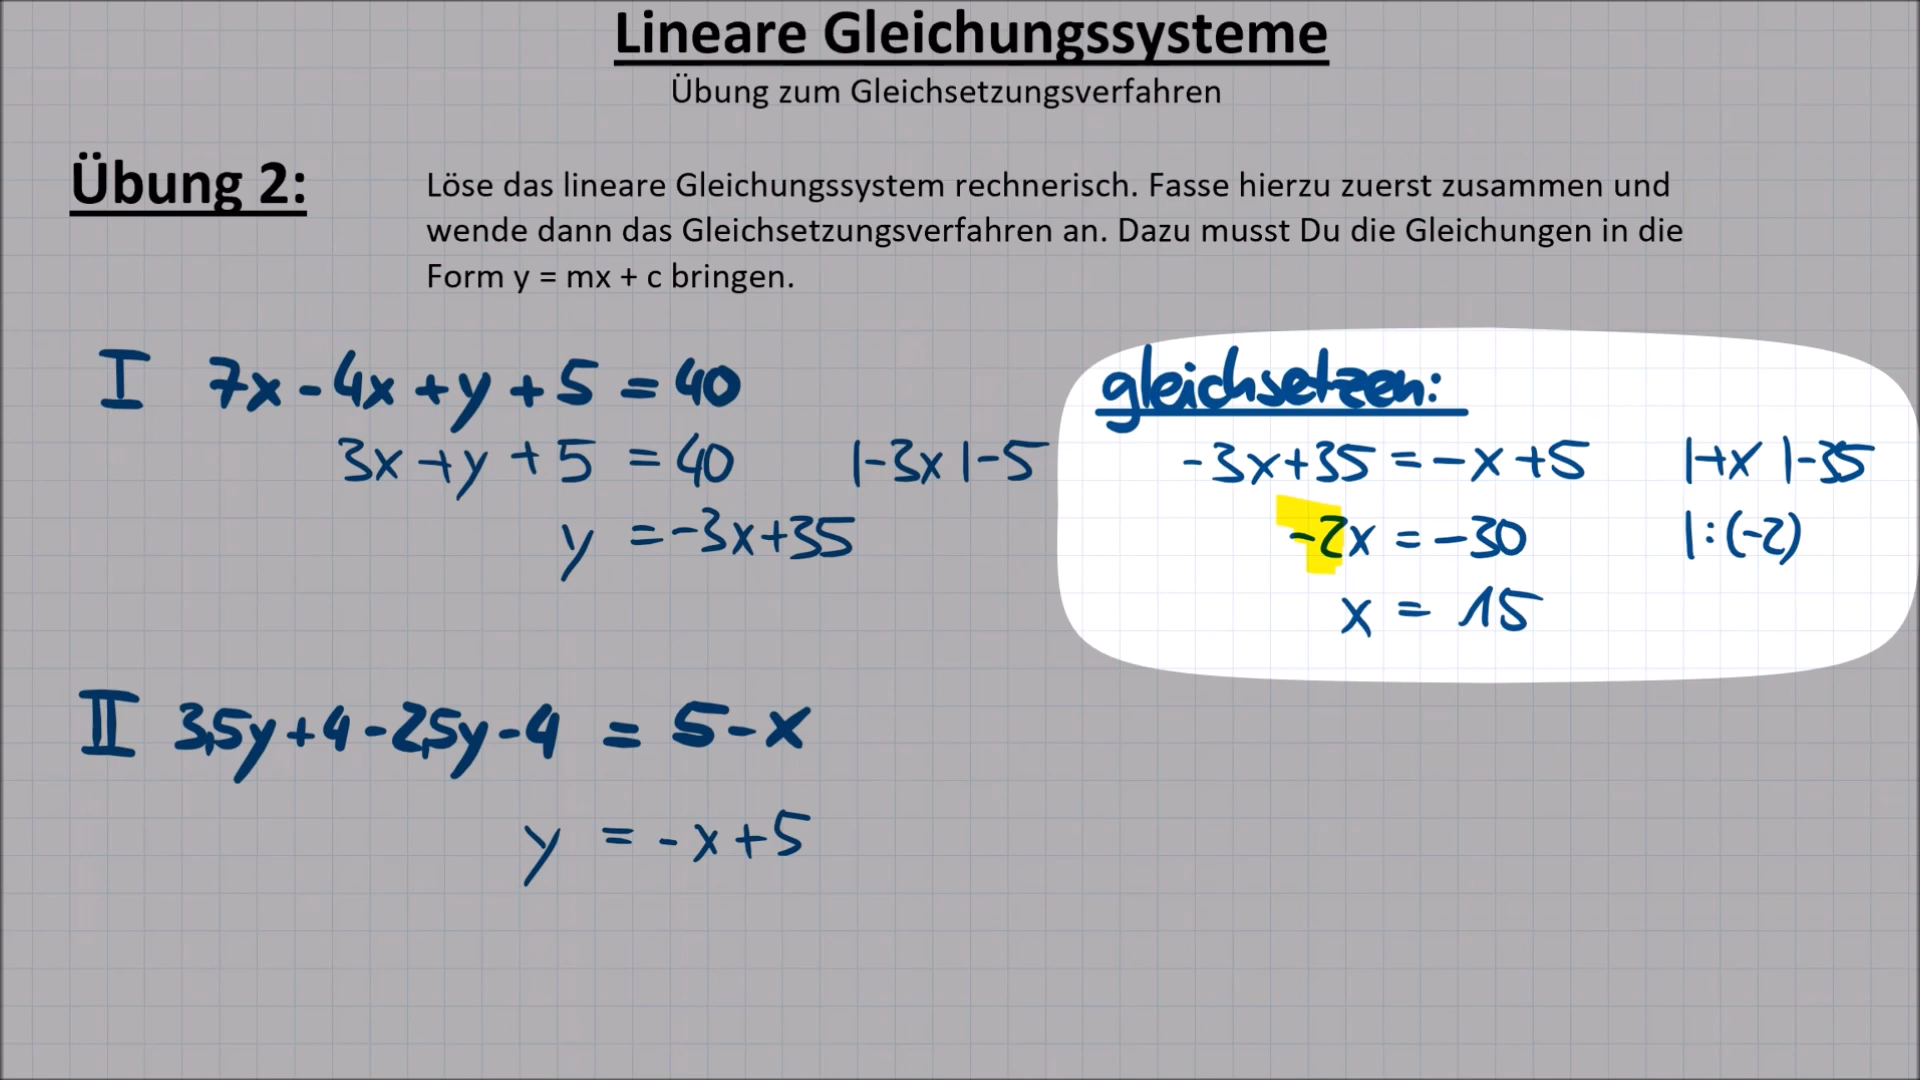 Lineare Gleichungssysteme
Übung zum Gleichsetzungsverfahren
Übung 2:
Löse das lineare Gleichungssystem rechnerisch. Fasse hierzu zuerst zusammen und
wende dann das Gleichsetzungsverfahren an. Dazu musst Du die Gleichungen in die
Form y = mx + c bringen.
I 7x - 4x + y + 5 = 40
3x + y + 5 = 40 |-3x |-5
y = -3x+35
II 3,5y + 4 - 2,5y - 4 = 5 - x
y = -x+5
gleichsetzen:
-3x+35 = -x+5 |+x |-35
-2x = -30 |:(-2)
x = 15